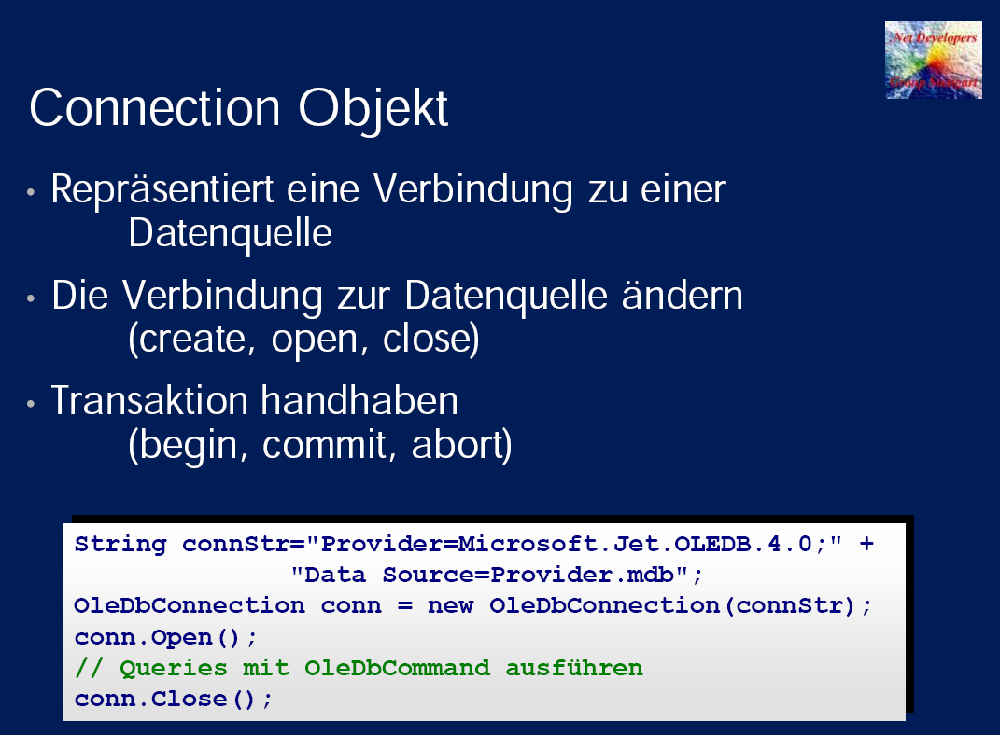 .Net Developers
Group Stuttgart
Connection Objekt
• Repräsentiert eine Verbindung zu einer
Datenquelle
• Die Verbindung zur Datenquelle ändern
(create, open, close)
• Transaktion handhaben
(begin, commit, abort)
String connStr="Provider=Microsoft.Jet.OLEDB.4.0;" +
"Data Source=Provider.mdb";
OleDbConnection conn = new OleDbConnection(connStr);
conn.Open();
// Queries mit OleDbCommand ausführen
conn.Close();